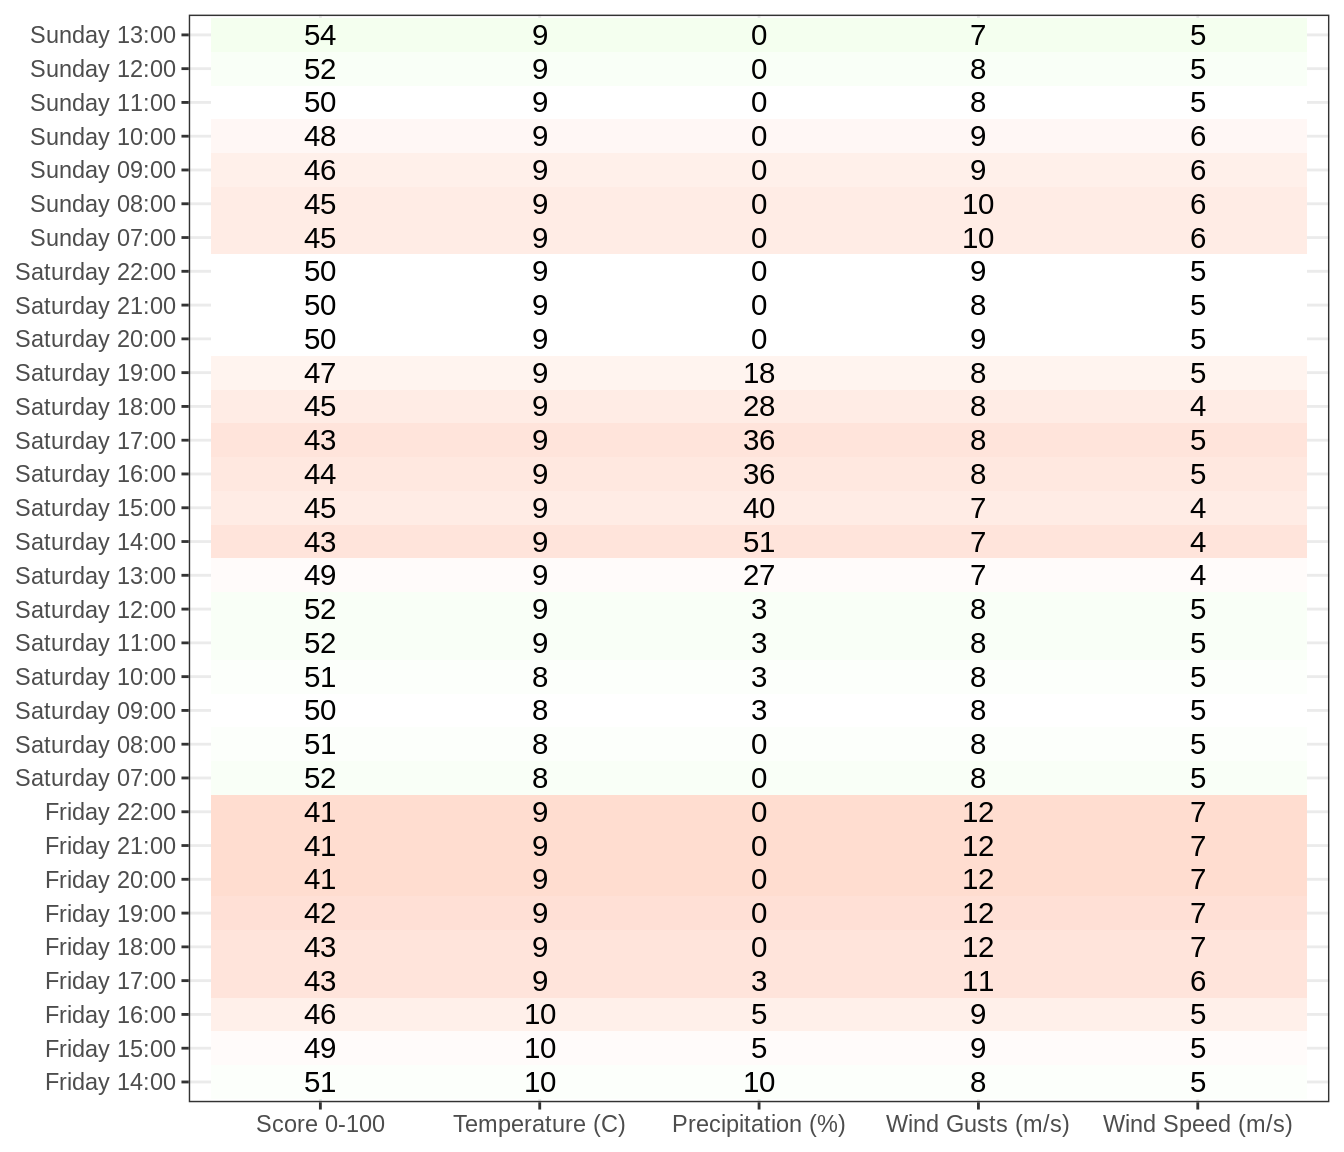 Sunday 13:00 54 9 0 7 5
Sunday 12:00 52 9 0 8 5
Sunday 11:00 50 9 0 8 5
Sunday 10:00 48 9 0 9 6
Sunday 09:00 46 9 0 9 6
Sunday 08:00 45 9 0 10 6
Sunday 07:00 45 9 0 10 6
Saturday 22:00 50 9 0 9 5
Saturday 21:00 50 9 0 8 5
Saturday 20:00 50 9 0 9 5
Saturday 19:00 47 9 18 8 5
Saturday 18:00 45 9 28 8 4
Saturday 17:00 43 9 36 8 5
Saturday 16:00 44 9 36 8 5
Saturday 15:00 45 9 40 7 4
Saturday 14:00 43 9 51 7 4
Saturday 13:00 49 9 27 7 4
Saturday 12:00 52 9 3 8 5
Saturday 11:00 52 9 3 8 5
Saturday 10:00 51 8 3 8 5
Saturday 09:00 50 8 3 8 5
Saturday 08:00 51 8 0 8 5
Saturday 07:00 52 8 0 8 5
Friday 22:00 41 9 0 12 7
Friday 21:00 41 9 0 12 7
Friday 20:00 41 9 0 12 7
Friday 19:00 42 9 0 12 7
Friday 18:00 43 9 0 12 7
Friday 17:00 43 9 3 11 6
Friday 16:00 46 10 5 9 5
Friday 15:00 49 10 5 9 5
Friday 14:00 51 10 10 8 5
Score 0-100 Temperature (C) Precipitation (%) Wind Gusts (m/s) Wind Speed (m/s)